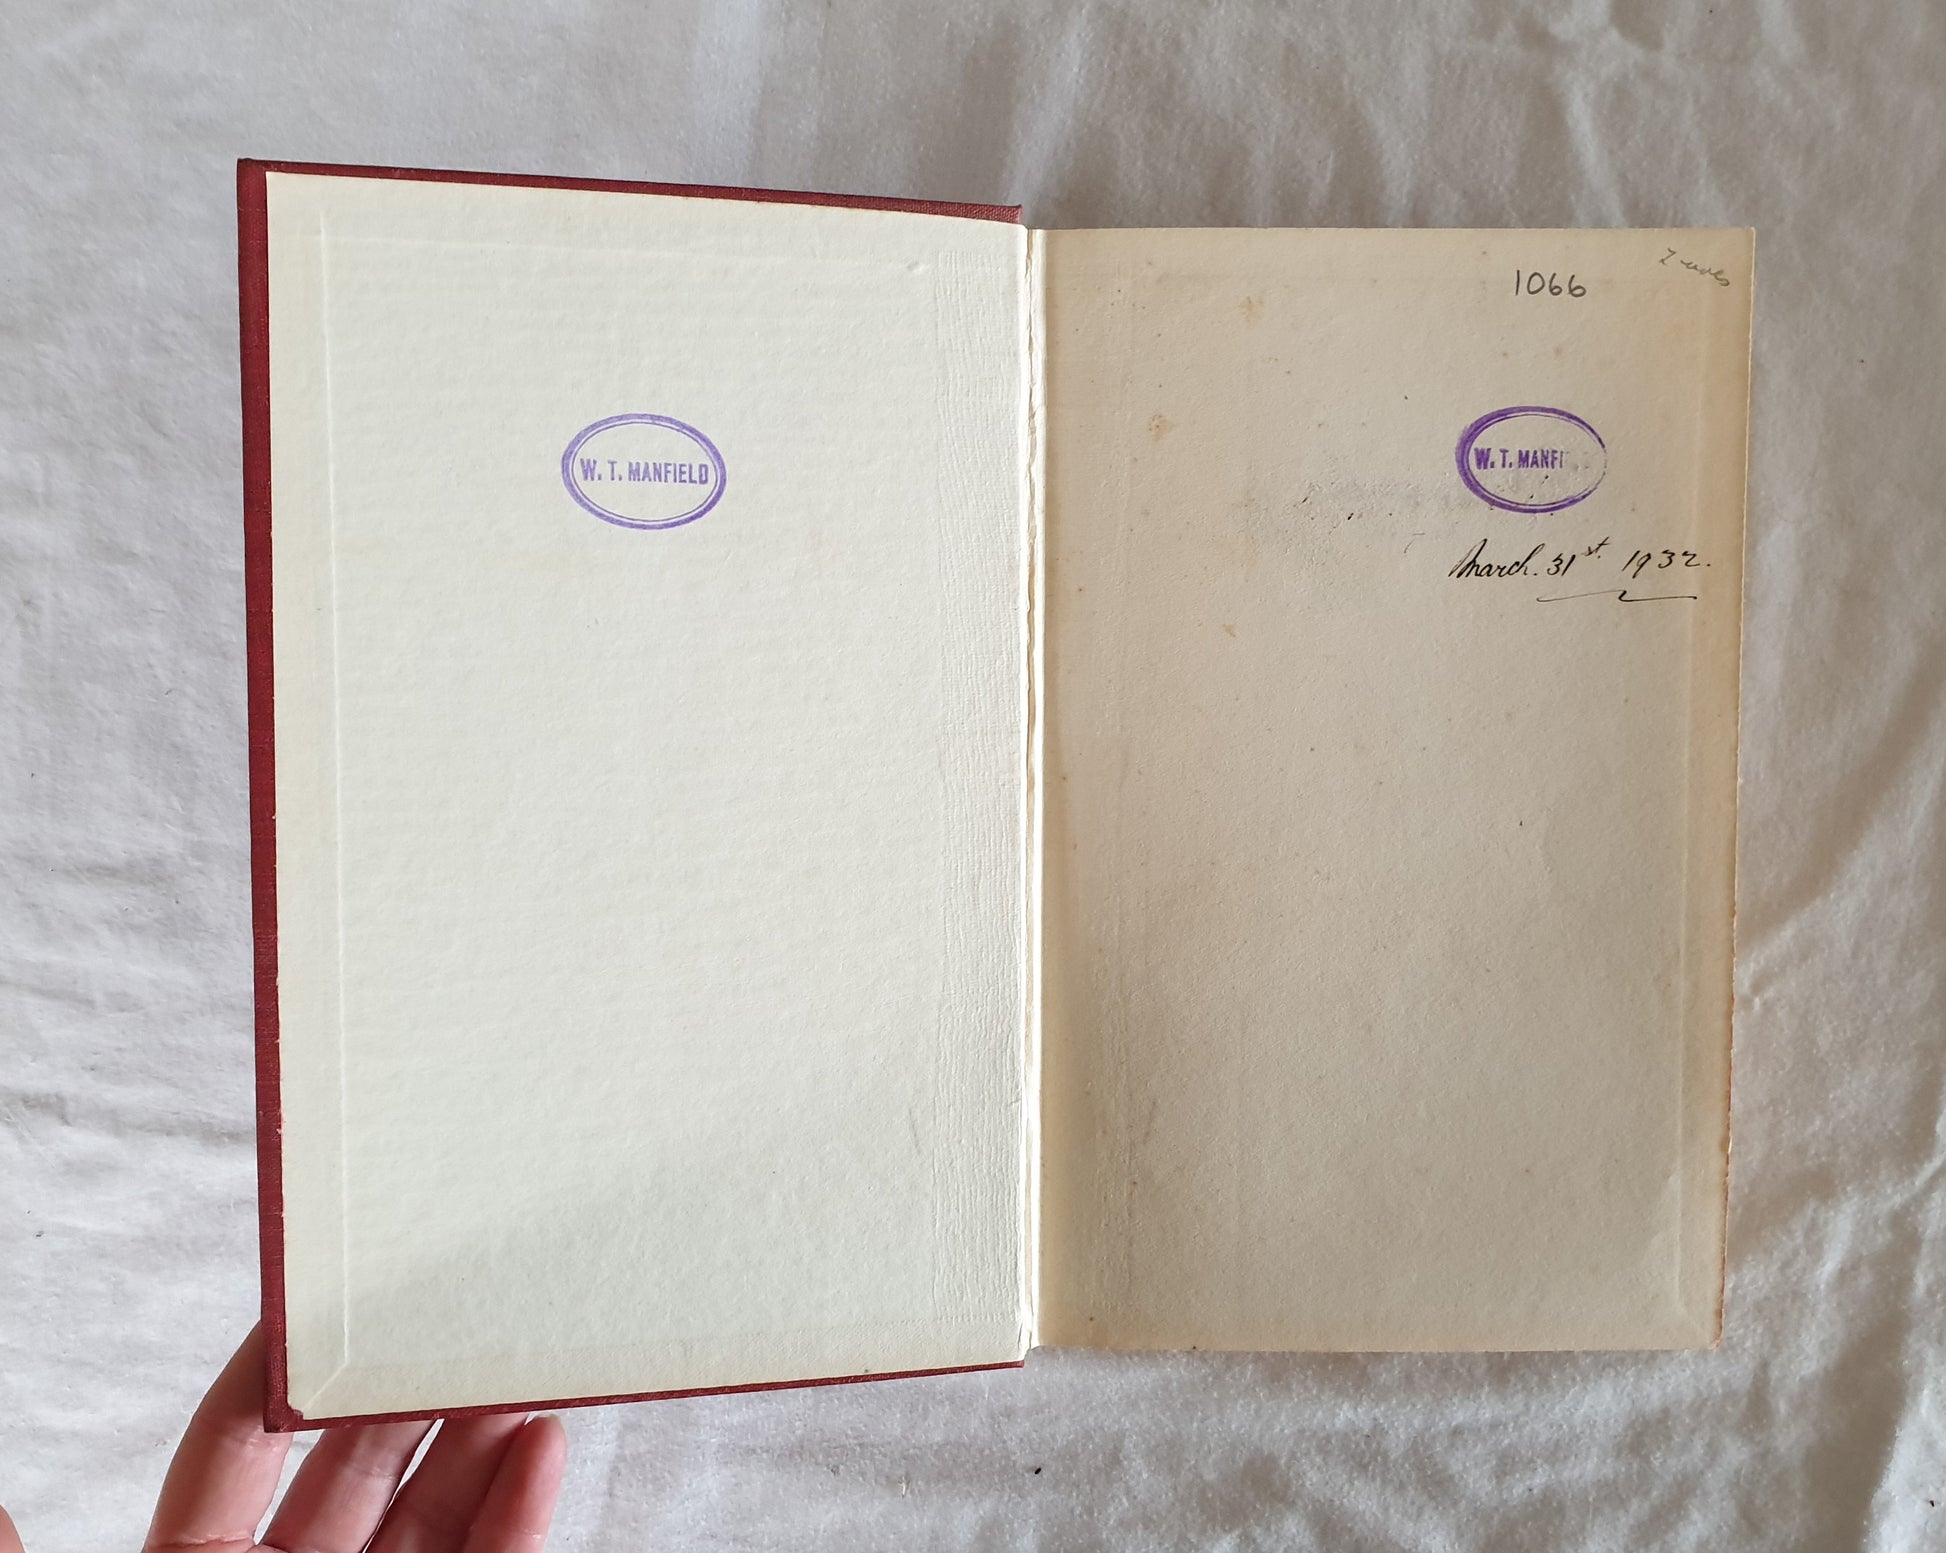 W. T. MANFIELD
1066
W. T. MANFI
March. 31st. 1932.